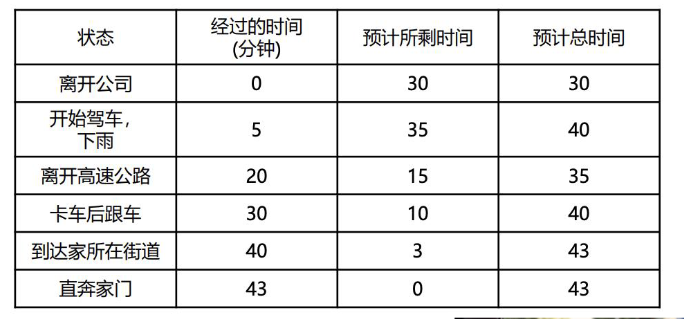 状态 经过的时间 (分钟) 预计所剩时间 预计总时间
离开公司 0 30 30
开始驾车，
下雨 5 35 40
离开高速公路 20 15 35
卡车后跟车 30 10 40
到达家所在街道 40 3 43
直奔家门 43 0 43